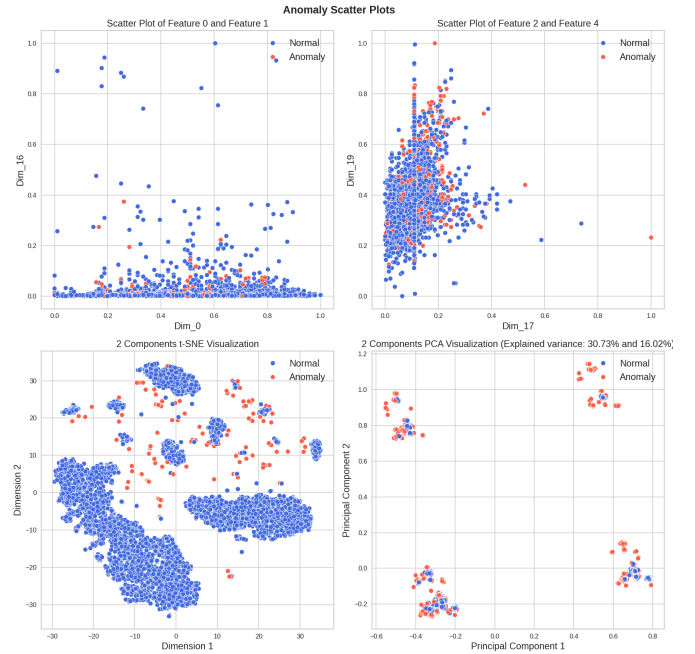 Anomaly Scatter Plots
Scatter Plot of Feature 0 and Feature 1
Normal
Anomaly
1.0
0.8
0.6
0.4
0.2
0.0
Dim_16
0.0 0.2 0.4 0.6 0.8 1.0
Dim_0
Scatter Plot of Feature 2 and Feature 4
Normal
Anomaly
1.0
0.8
0.6
0.4
0.2
0.0
Dim_19
0.0 0.2 0.4 0.6 0.8 1.0
Dim_17
2 Components t-SNE Visualization
Normal
Anomaly
30
20
10
0
−10
−20
−30
Dimension 2
−30 −20 −10 0 10 20 30
Dimension 1
2 Components PCA Visualization (Explained variance: 30.73% and 16.02%)
Normal
Anomaly
1.2
1.0
0.8
0.6
0.4
0.2
0.0
−0.2
Principal Component 2
−0.6 −0.4 −0.2 0.0 0.2 0.4 0.6 0.8
Principal Component 1